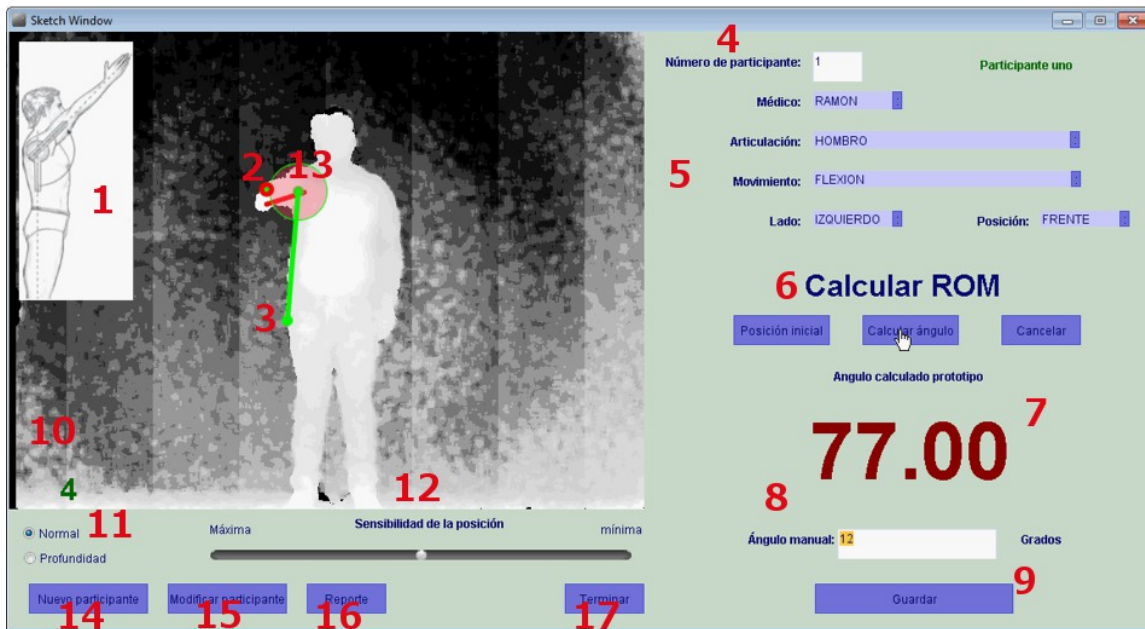 Sketch Window
4
Número de participante: 1 Participante uno
Médico: RAMON
1 2 13
Articulación: HOMBRO
5
Movimiento: FLEXION
Lado: IZQUIERDO Posición: FRENTE
6 Calcular ROM
3
Posición inicial Calcular ángulo Cancelar
Angulo calculado prototipo
7
77.00
10
4
12
8
11
Normal Máxima Sensibilidad de la posición mínima
Ángulo manual: 12 Grados
Profundidad
9
Nuevo participante Modificar participante Reporte Terminar Guardar
14 15 16 17